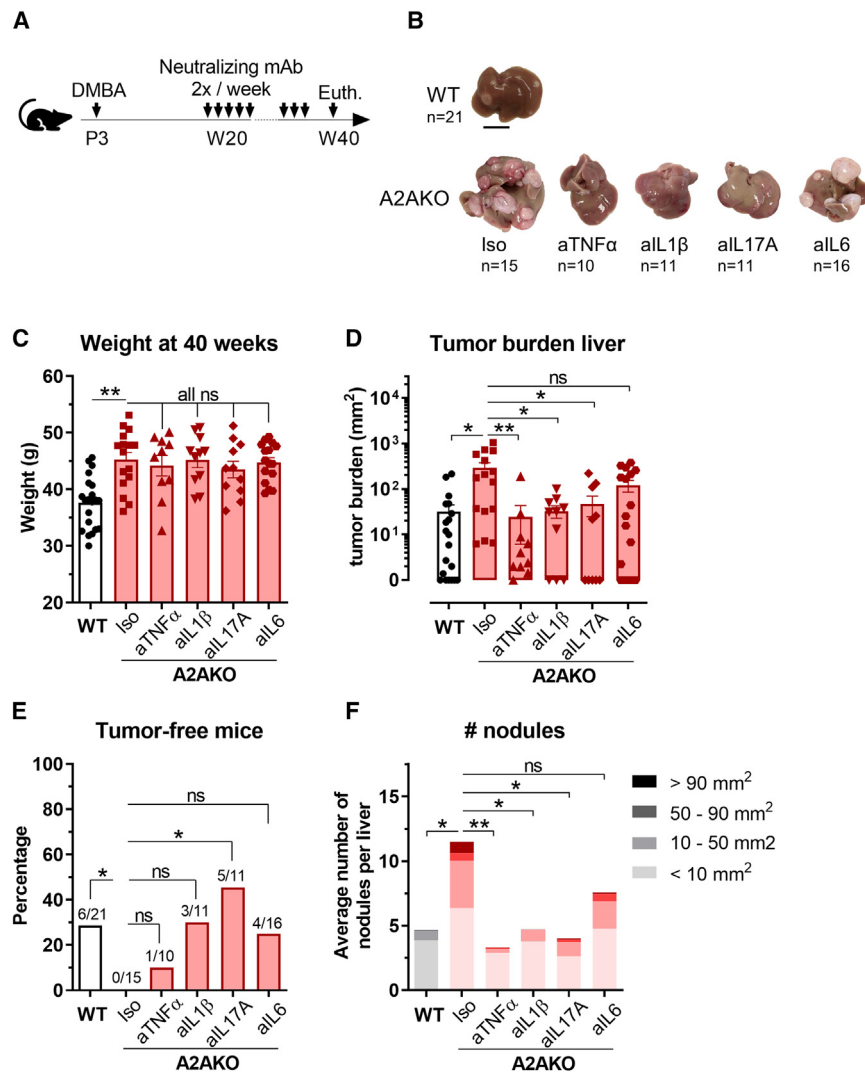 A
DMBA
Neutralizing mAb
2x / week
Euth.
P3
W20
W40
B
WT
n=21
A2AKO
Iso
n=15
aTNFα
n=10
aIL1β
n=11
aIL17A
n=11
aIL6
n=16
C
Weight at 40 weeks
Weight (g)
60
50
40
30
20
**
all ns
WT
Iso
aTNFα
aIL1β
aIL17A
aIL6
A2AKO
D
Tumor burden liver
tumor burden (mm²)
10⁴
10³
10²
10¹
0
ns
*
*
* **
WT
Iso
aTNFα
aIL1β
aIL17A
aIL6
A2AKO
E
Tumor-free mice
Percentage
100
80
60
40
20
0
ns
*
* ns
ns
6/21
0/15
1/10
3/11
5/11
4/16
WT
Iso
aTNFα
aIL1β
aIL17A
aIL6
A2AKO
F
# nodules
Average number of
nodules per liver
15
10
5
0
ns
*
*
* **
> 90 mm²
50 - 90 mm²
10 - 50 mm2
< 10 mm²
WT
Iso
aTNFα
aIL1β
aIL17A
aIL6
A2AKO